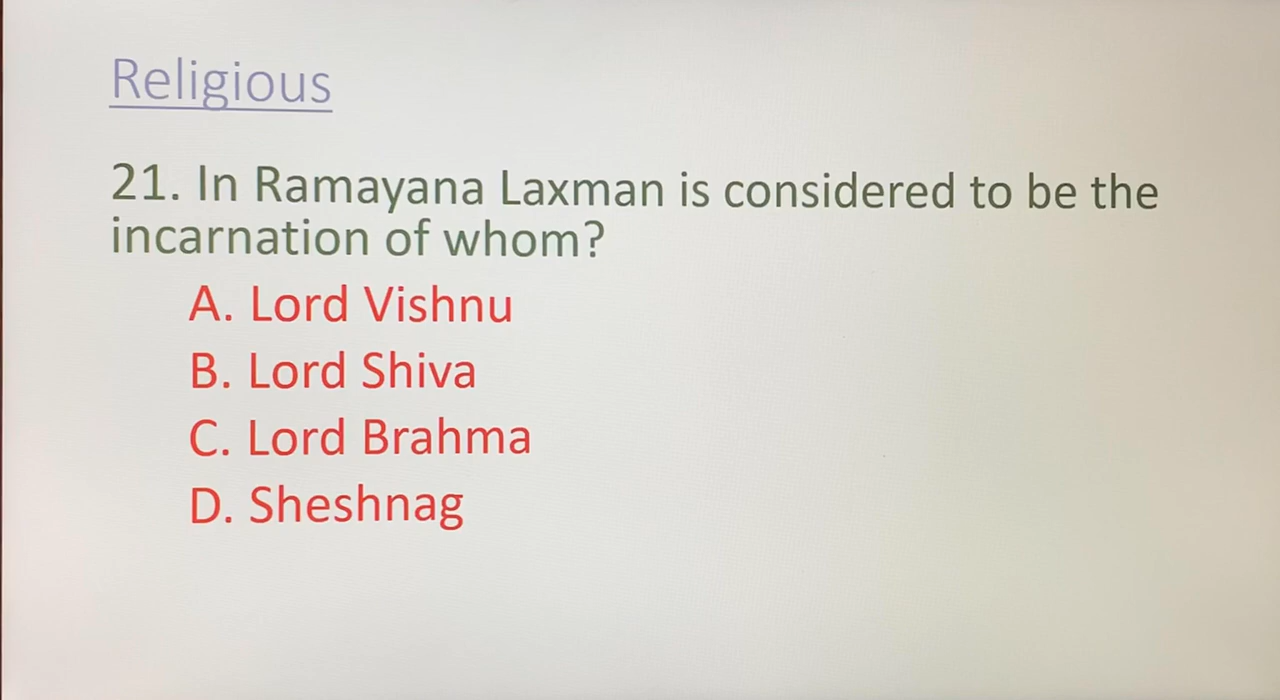 Religious
21. In Ramayana Laxman is considered to be the
incarnation of whom?
A. Lord Vishnu
B. Lord Shiva
C. Lord Brahma
D. Sheshnag